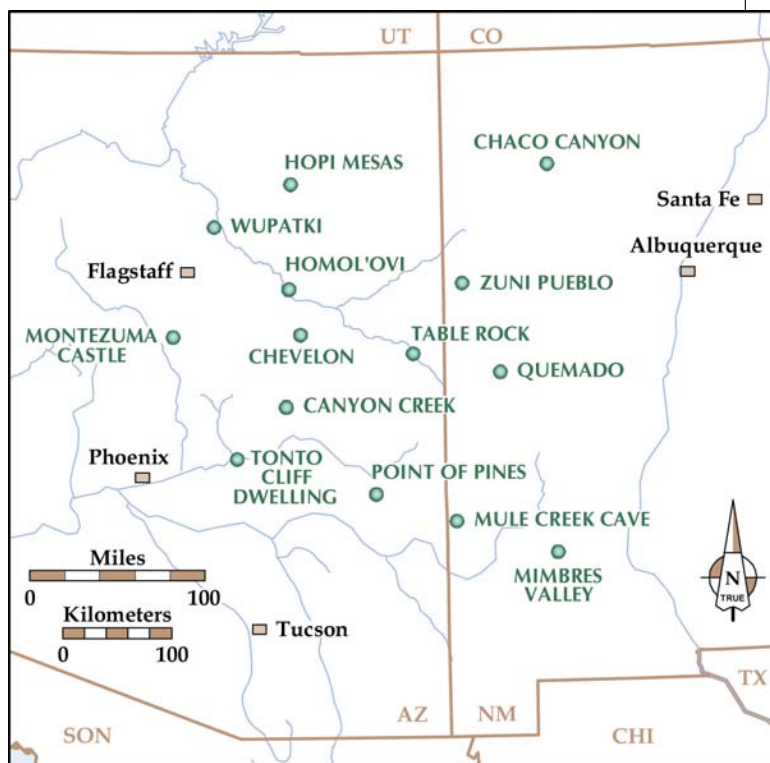 UT
CO
CHACO CANYON
HOPI MESAS
Santa Fe
WUPATKI
Albuquerque
Flagstaff
HOMOL'OVI
ZUNI PUEBLO
MONTEZUMA
CASTLE
CHEVELON
TABLE ROCK
QUEMADO
CANYON CREEK
Phoenix
TONTO
CLIFF
DWELLING
POINT OF PINES
MULE CREEK CAVE
MIMBRES
VALLEY
Miles
0 100
Kilometers
0 100
N
TRUE
Tucson
TX
AZ
NM
SON
CHI